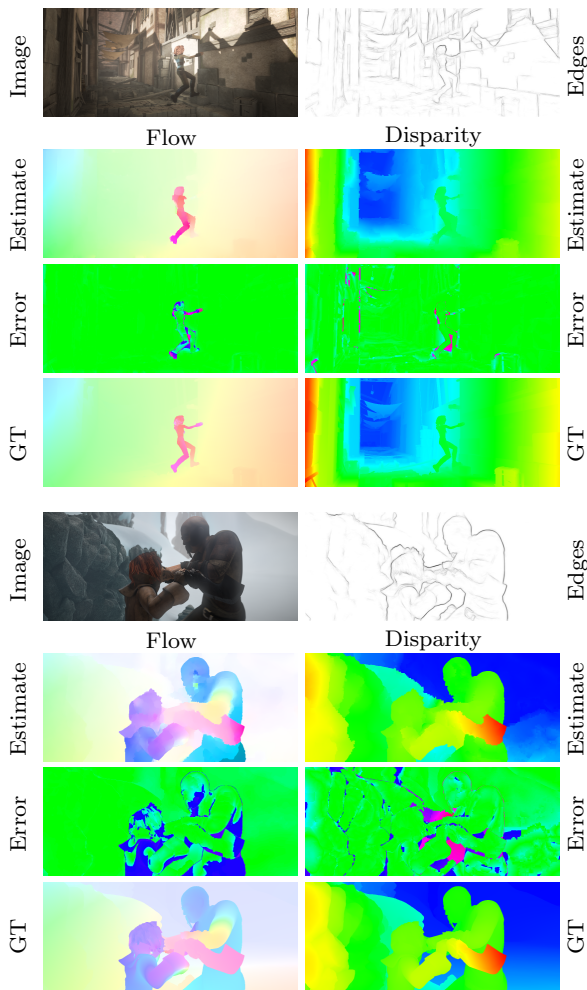 Image
Edges
Flow
Disparity
Estimate
Estimate
Error
Error
GT
GT
Image
Edges
Flow
Disparity
Estimate
Estimate
Error
Error
GT
GT